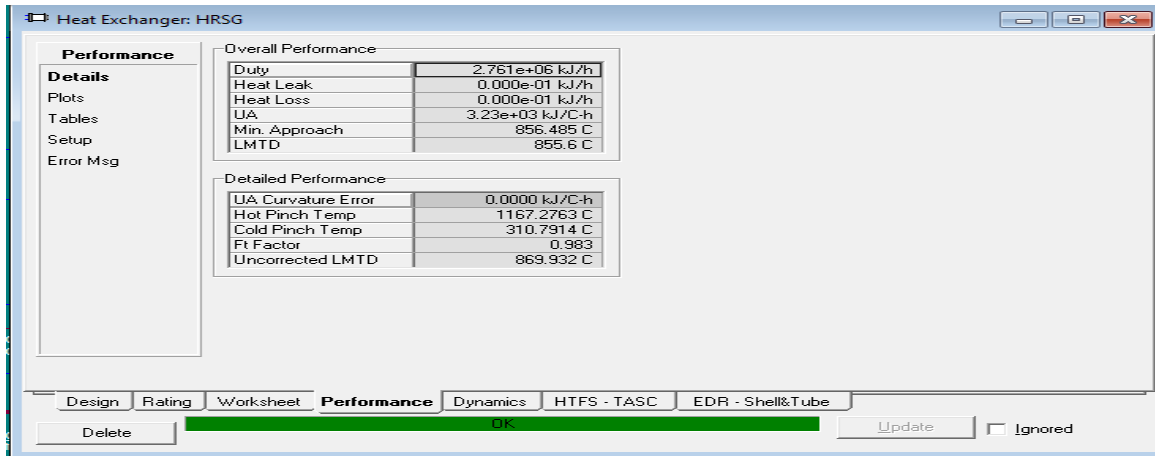 Heat Exchanger: HRSG
Performance
Details
Plots
Tables
Setup
Error Msg
Overall Performance
Duty 2.761e+06 kJ/h
Heat Leak 0.000e-01 kJ/h
Heat Loss 0.000e-01 kJ/h
UA 3.23e+03 kJ/C-h
Min. Approach 856.485 C
LMTD 855.6 C
Detailed Performance
UA Curvature Error 0.0000 kJ/C-h
Hot Pinch Temp 1167.2763 C
Cold Pinch Temp 310.7914 C
Ft Factor 0.983
Uncorrected LMTD 869.932 C
Design Rating Worksheet Performance Dynamics HTFS - TASC EDR - Shell&Tube
Delete OK Update Ignored